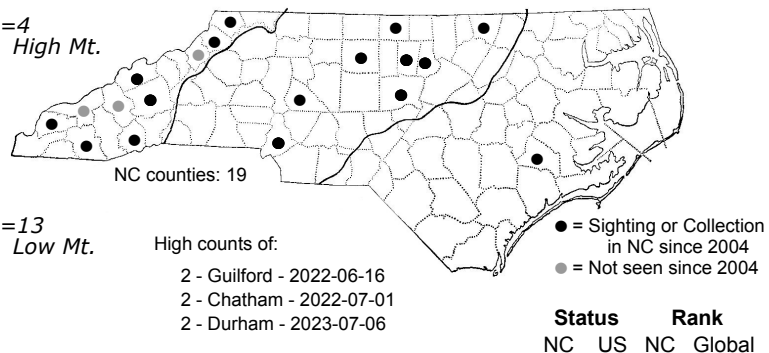 =4
High Mt.
NC counties: 19
=13
Low Mt.
High counts of:
2 - Guilford - 2022-06-16
2 - Chatham - 2022-07-01
2 - Durham - 2023-07-06
= Sighting or Collection
in NC since 2004
= Not seen since 2004
Status Rank
NC US NC Global